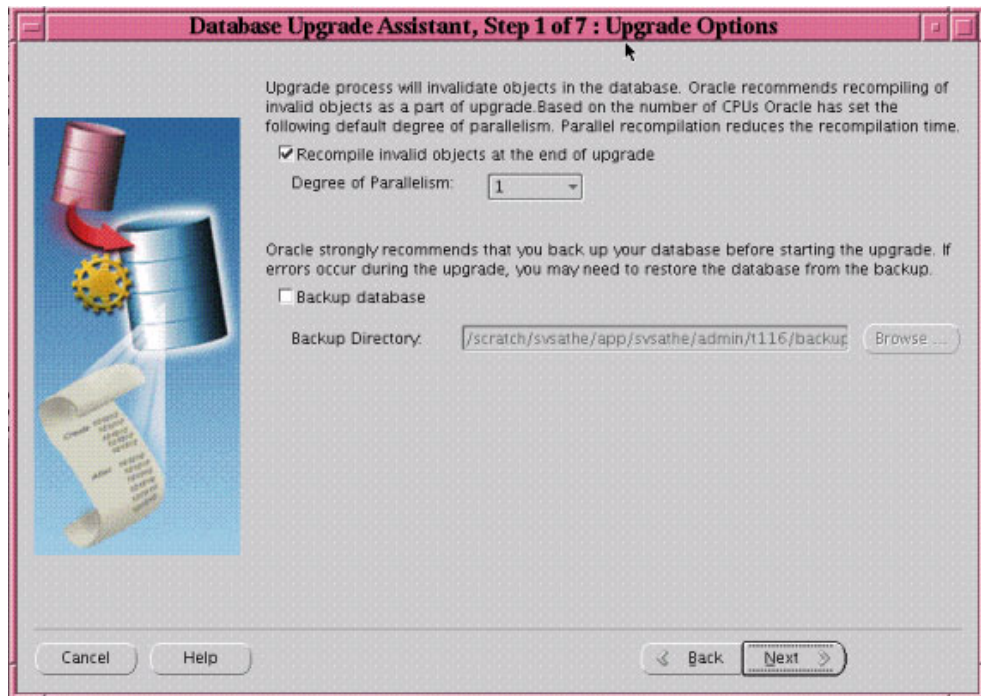 Database Upgrade Assistant, Step 1 of 7 : Upgrade Options
Upgrade process will invalidate objects in the database. Oracle recommends recompiling of
invalid objects as a part of upgrade.Based on the number of CPUs Oracle has set the
following default degree of parallelism. Parallel recompilation reduces the recompilation time.
Recompile invalid objects at the end of upgrade
Degree of Parallelism: 1
Oracle strongly recommends that you back up your database before starting the upgrade. If
errors occur during the upgrade, you may need to restore the database from the backup.
Backup database
Backup Directory: /scratch/svsathe/app/svsathe/admin/t116/backup Browse ...
Cancel Help Back Next